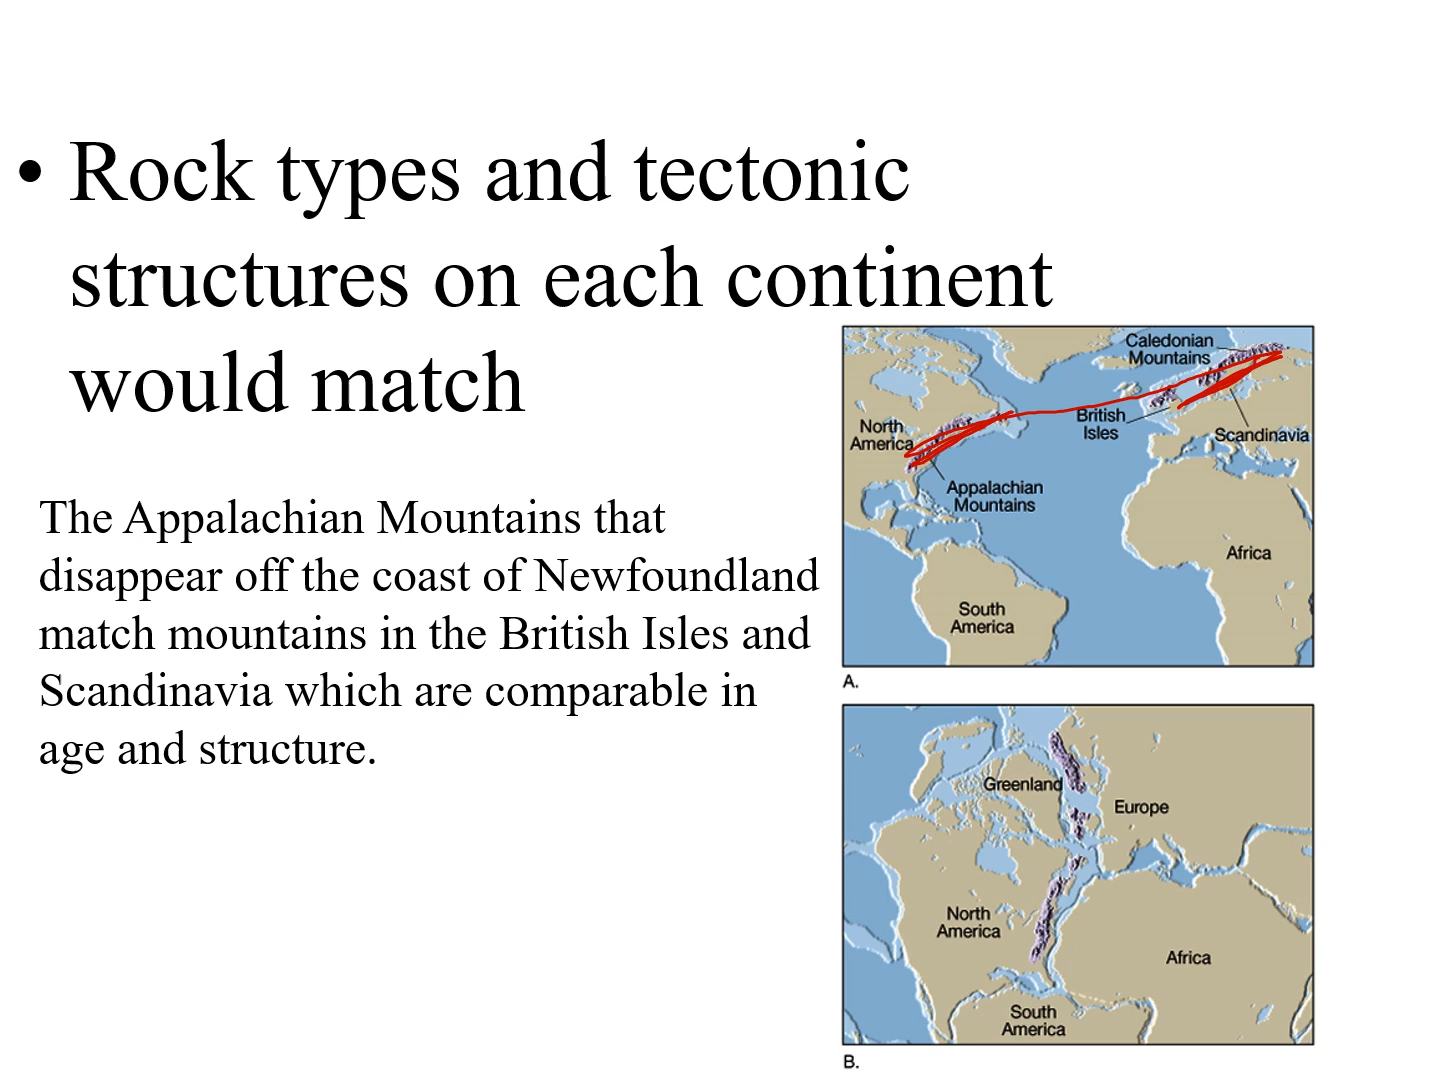 • Rock types and tectonic
structures on each continent
would match
The Appalachian Mountains that
disappear off the coast of Newfoundland
match mountains in the British Isles and
Scandinavia which are comparable in
age and structure.
Caledonian
Mountains
North
America
British
Isles
Scandinavia
Appalachian
Mountains
Africa
South
America
A.
Greenland
Europe
North
America
Africa
South
America
B.